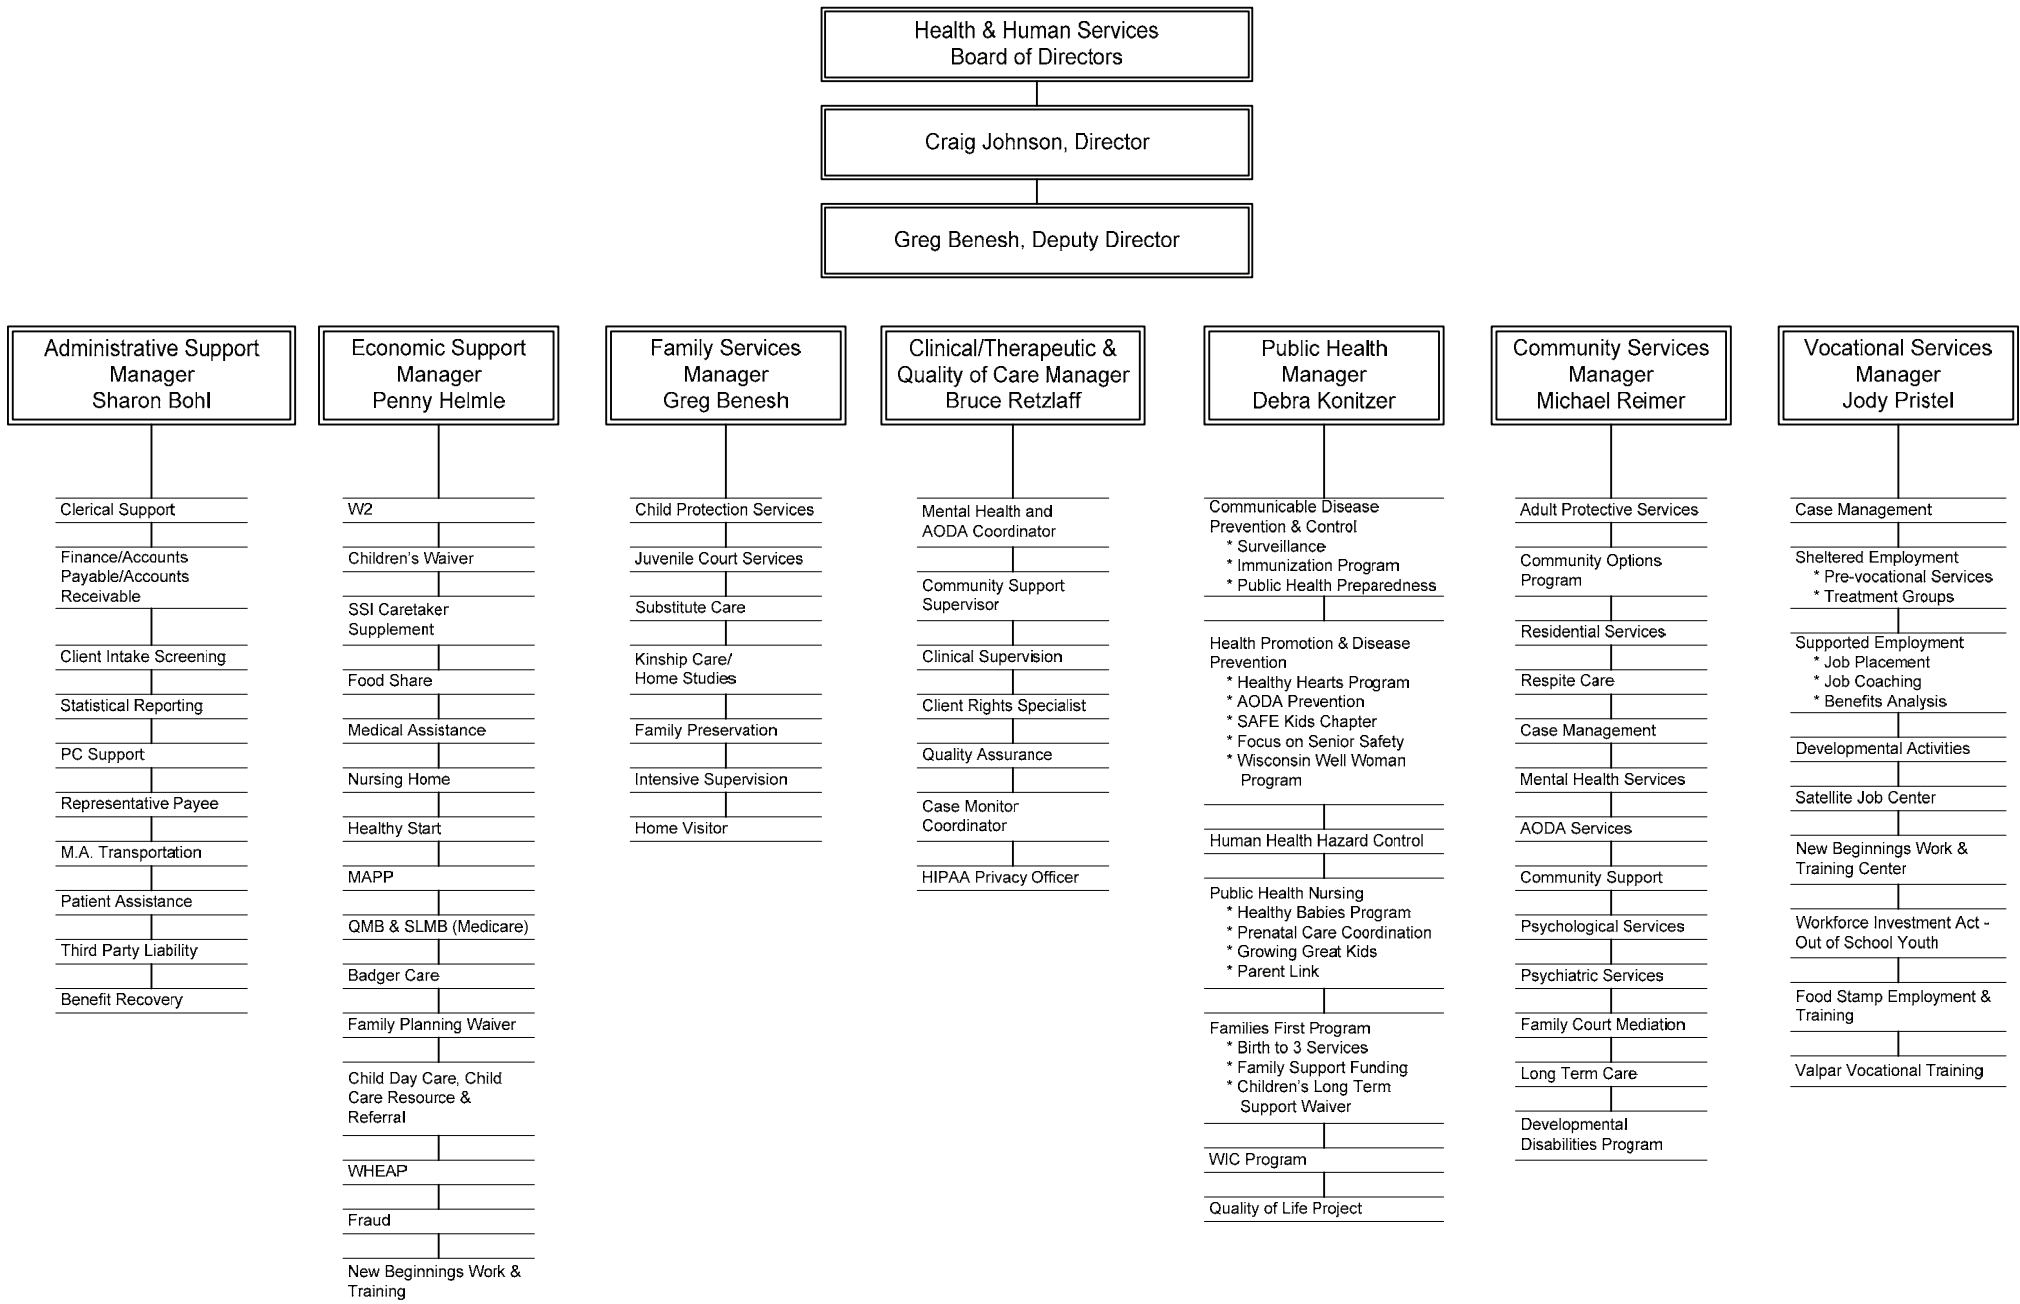 Health & Human Services
Board of Directors
Craig Johnson, Director
Greg Benesh, Deputy Director
Administrative Support
Manager
Sharon Bohl
Clerical Support
Finance/Accounts
Payable/Accounts
Receivable
Client Intake Screening
Statistical Reporting
PC Support
Representative Payee
M.A. Transportation
Patient Assistance
Third Party Liability
Benefit Recovery
Economic Support
Manager
Penny Helmle
W2
Children's Waiver
SSI Caretaker
Supplement
Food Share
Medical Assistance
Nursing Home
Healthy Start
MAPP
QMB & SLMB (Medicare)
Badger Care
Family Planning Waiver
Child Day Care, Child
Care Resource &
Referral
WHEAP
Fraud
New Beginnings Work &
Training
Family Services
Manager
Greg Benesh
Child Protection Services
Juvenile Court Services
Substitute Care
Kinship Care/
Home Studies
Family Preservation
Intensive Supervision
Home Visitor
Clinical/Therapeutic &
Quality of Care Manager
Bruce Retzlaff
Mental Health and
AODA Coordinator
Community Support
Supervisor
Clinical Supervision
Client Rights Specialist
Quality Assurance
Case Monitor
Coordinator
HIPAA Privacy Officer
Public Health
Manager
Debra Konitzer
Communicable Disease
Prevention & Control
* Surveillance
* Immunization Program
* Public Health Preparedness
Health Promotion & Disease
Prevention
* Healthy Hearts Program
* AODA Prevention
* SAFE Kids Chapter
* Focus on Senior Safety
* Wisconsin Well Woman
Program
Human Health Hazard Control
Public Health Nursing
* Healthy Babies Program
* Prenatal Care Coordination
* Growing Great Kids
* Parent Link
Families First Program
* Birth to 3 Services
* Family Support Funding
* Children's Long Term
Support Waiver
WIC Program
Quality of Life Project
Community Services
Manager
Michael Reimer
Adult Protective Services
Community Options
Program
Residential Services
Respite Care
Case Management
Mental Health Services
AODA Services
Community Support
Psychological Services
Psychiatric Services
Family Court Mediation
Long Term Care
Developmental
Disabilities Program
Vocational Services
Manager
Jody Pristel
Case Management
Sheltered Employment
* Pre-vocational Services
* Treatment Groups
Supported Employment
* Job Placement
* Job Coaching
* Benefits Analysis
Developmental Activities
Satellite Job Center
New Beginnings Work &
Training Center
Workforce Investment Act -
Out of School Youth
Food Stamp Employment &
Training
Valpar Vocational Training